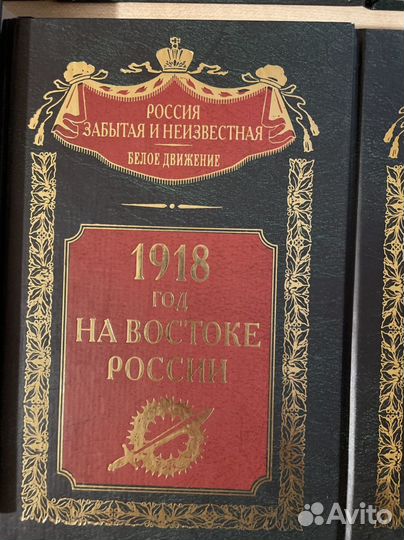 РОССИЯ
ЗАБЫТАЯ И НЕИЗВЕСТНАЯ
БЕЛОЕ ДВИЖЕНИЕ
1918
ГОД
НА ВОСТОКЕ
РОССИИ
Avito